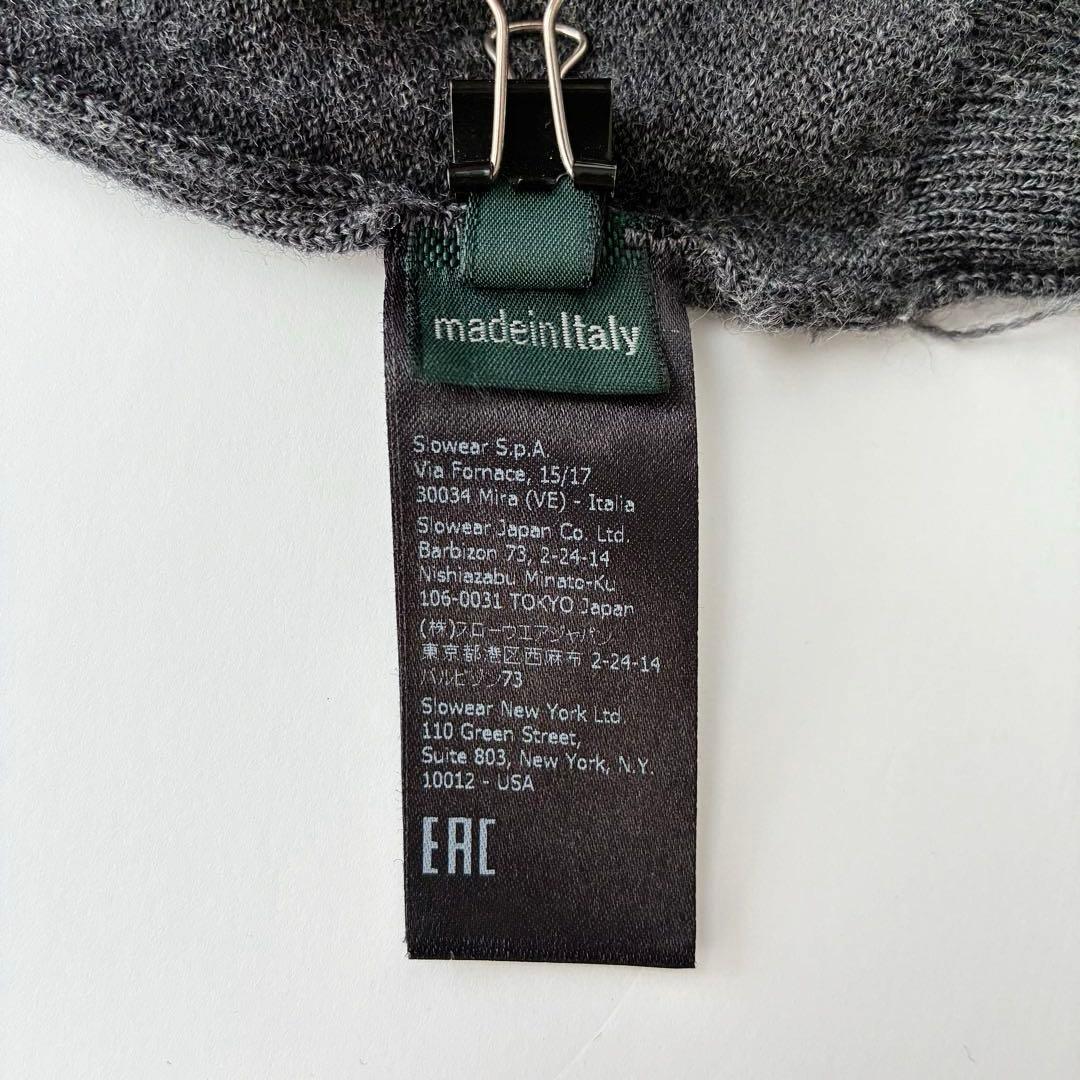 madeinItaly
Slowear S.p.A.
Via Fornace, 15/17
30034 Mira (VE) - Italia
Slowear Japan Co. Ltd.
Barbizon 73, 2-24-14
Nishiazabu Minato-Ku
106-0031 TOKYO Japan
(株)スローウエアジャパン
東京都港区西麻布 2-24-14
バルビゾン73
Slowear New York Ltd
110 Green Street,
Suite 803, New York, N.Y.
10012 - USA
EAC